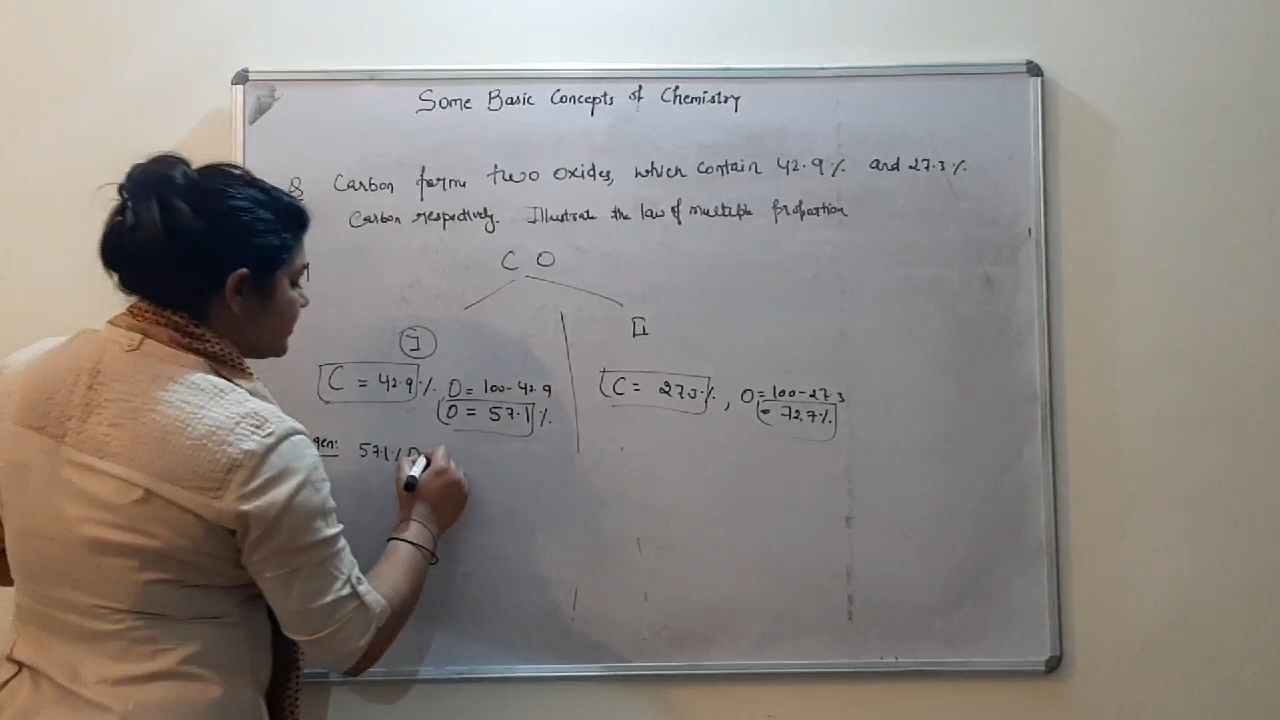 Some Basic Concepts of Chemistry
Q Carbon forms two oxides, which contain 42.9% and 27.3%.
Carbon respectively. Illustrate the law of multiple proportion
C O
I
II
C = 42.9%, O = 100-42.9
O = 57.1%
C = 27.3%, O = 100-27.3
= 72.7%
gen: 57.1% O